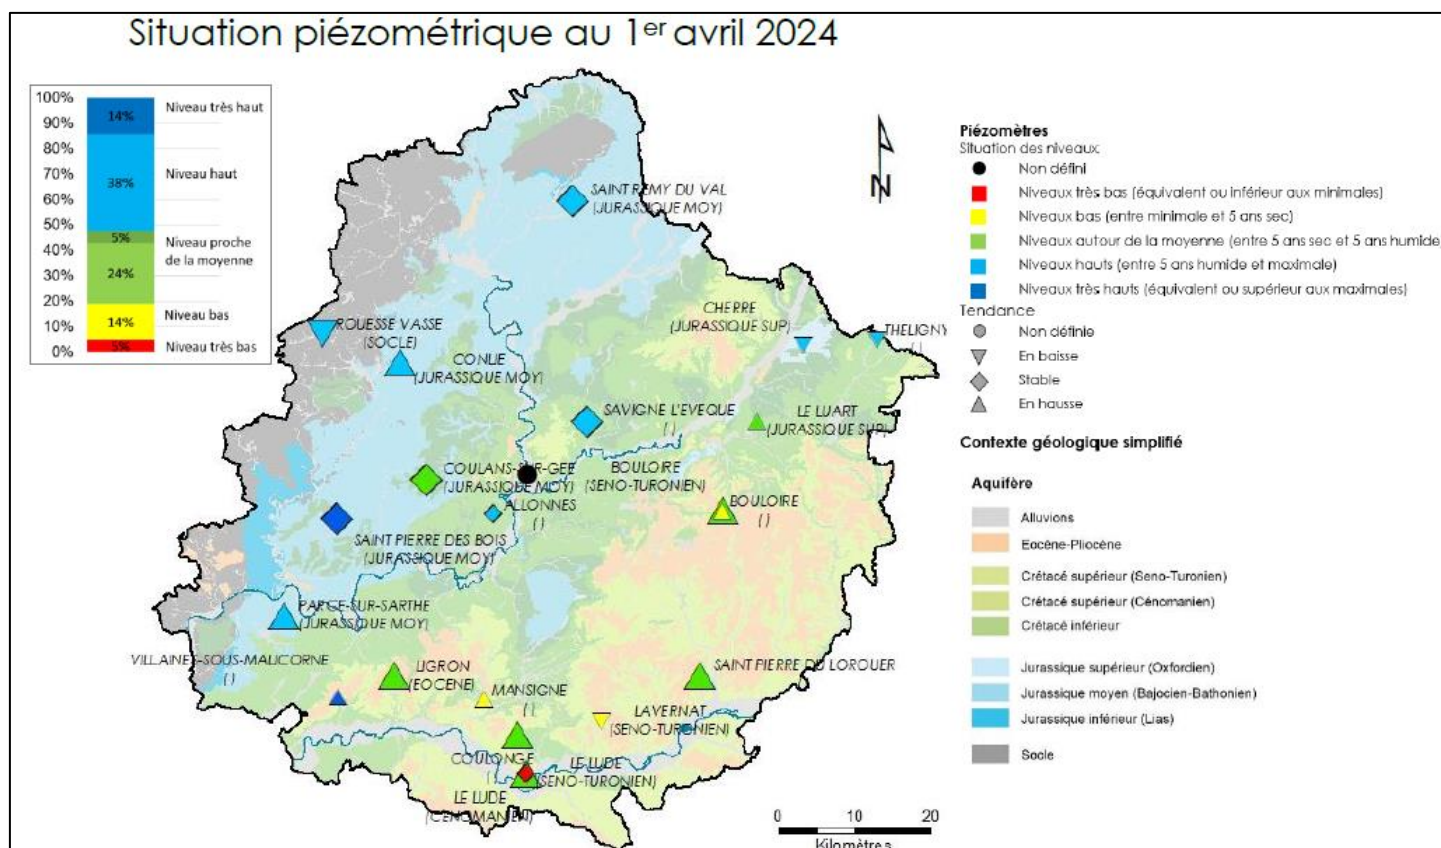 Situation piézométrique au 1er avril 2024
100%
90%
80%
70%
60%
50%
40%
30%
20%
10%
0%
14%
38%
5%
24%
14%
5%
Niveau très haut
Niveau haut
Niveau proche
de la moyenne
Niveau bas
Niveau très bas
N
SAINT REMY DU VAL
(JURASSIQUE MOY)
CHERRE
(JURASSIQUE SUP)
THELIGNY
( )
ROUESSE VASSE
(SOCLE)
CONLIE
(JURASSIQUE MOY)
SAVIGNE L'EVEQUE
( )
LE LUART
(JURASSIQUE SUP)
COULANS-SUR-GEE
(JURASSIQUE MOY)
BOULOIRE
(SENO-TURONIEN)
ALLONNES
( )
BOULOIRE
( )
SAINT PIERRE DES BOIS
(JURASSIQUE MOY)
PARCE-SUR-SARTHE
(JURASSIQUE MOY)
VILLAINES-SOUS-MALICORNE
( )
LIGRON
(EOCENE)
MANSIGNE
( )
SAINT PIERRE DU LOROUER
LAVERNAT
(SENO-TURONIEN)
COULONGE
( )
LE LUDE
(SENO-TURONIEN)
LE LUDE
(CENOMANIEN)
Piézomètres
Situation des niveaux
Non défini
Niveaux très bas (équivalent ou inférieur aux minimales)
Niveaux bas (entre minimale et 5 ans sec)
Niveaux autour de la moyenne (entre 5 ans sec et 5 ans humide)
Niveaux hauts (entre 5 ans humide et maximale)
Niveaux très hauts (équivalent ou supérieur aux maximales)
Tendance
Non définie
En baisse
Stable
En hausse
Contexte géologique simplifié
Aquifère
Alluvions
Eocène-Pliocène
Crétacé supérieur (Seno-Turonien)
Crétacé supérieur (Cénomanien)
Crétacé inférieur
Jurassique supérieur (Oxfordien)
Jurassique moyen (Bajocien-Bathonien)
Jurassique inférieur (Lias)
Socle
0 10 20
Kilomètres